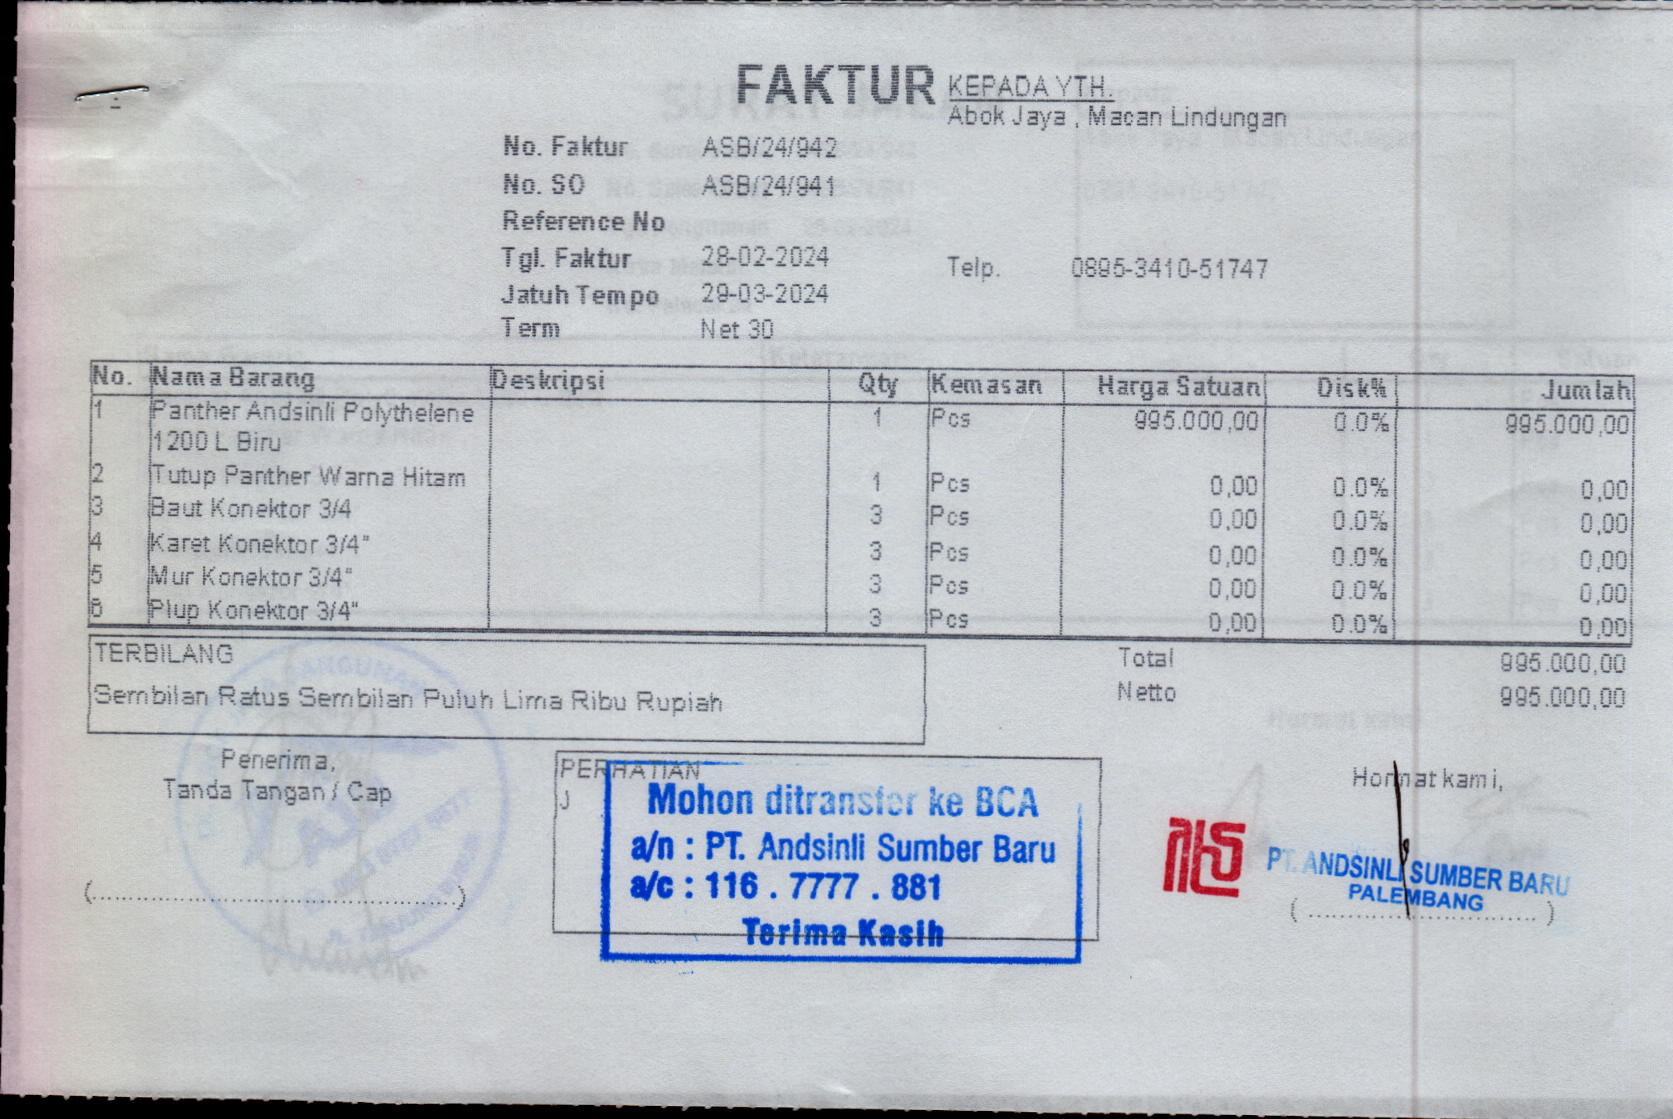 FAKTUR
KEPADA YTH.
Abok Jaya , Macan Lindungan
No. Faktur ASB/24/942
No. SO ASB/24/941
Reference No
Tgl. Faktur 28-02-2024
Telp. 0895-3410-51747
Jatuh Tempo 29-03-2024
Term Net 30
No. Nama Barang Deskripsi Qty Kemasan Harga Satuan Disk% Jumlah
1 Panther Andsinli Polythelene 1 Pcs 995.000,00 0.0% 995.000,00
1200 L Biru
2 Tutup Panther Warna Hitam 1 Pcs 0,00 0.0% 0,00
3 Baut Konektor 3/4 3 Pcs 0,00 0.0% 0,00
4 Karet Konektor 3/4" 3 Pcs 0,00 0.0% 0,00
5 Mur Konektor 3/4" 3 Pcs 0,00 0.0% 0,00
6 Plup Konektor 3/4" 3 Pcs 0,00 0.0% 0,00
TERBILANG
Sembilan Ratus Sembilan Puluh Lima Ribu Rupiah
Total 995.000,00
Netto 995.000,00
Penerima,
Tanda Tangan / Cap
PERHATIAN
J
Mohon ditransfer ke BCA
a/n : PT. Andsinli Sumber Baru
a/c : 116 . 7777 . 881
Terima Kasih
Hormat kami,
PT. ANDSINLI SUMBER BARU
PALEMBANG
(..............................................)
( ............................ )